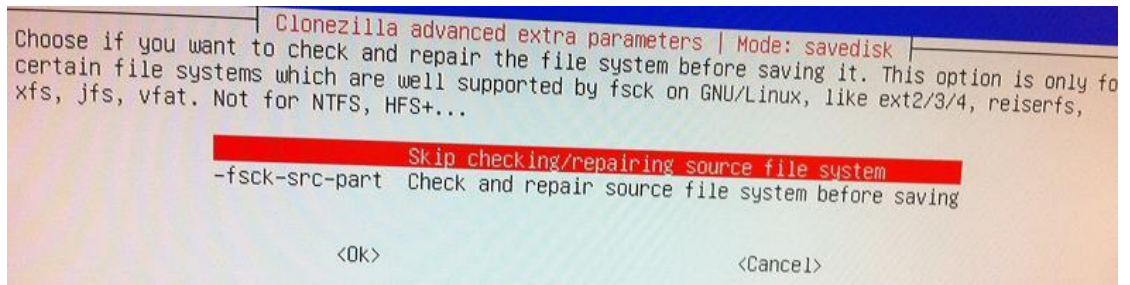 Clonezilla advanced extra parameters | Mode: savedisk
Choose if you want to check and repair the file system before saving it. This option is only fo
certain file systems which are well supported by fsck on GNU/Linux, like ext2/3/4, reiserfs,
xfs, jfs, vfat. Not for NTFS, HFS+...
Skip checking/repairing source file system
-fsck-src-part Check and repair source file system before saving
<Ok> <Cancel>